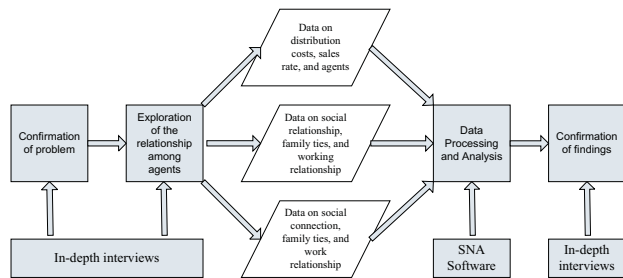 Data on
distribution
costs, sales
rate, and agents
Confirmation
of problem
Exploration
of the
relationship
among
agents
Data on social
relationship,
family ties, and
working
relationship
Data
Processing
and Analysis
Confirmation
of findings
Data on social
connection,
family ties, and
work
relationship
In-depth interviews
SNA
Software
In-depth
interviews